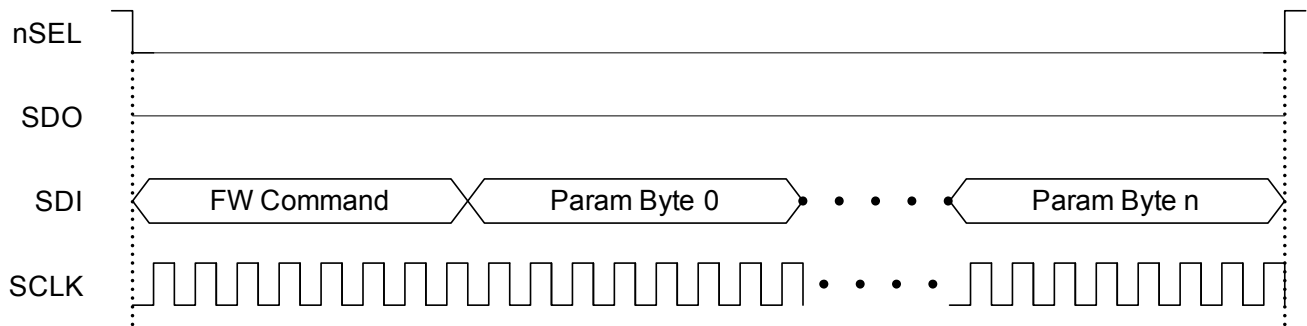 nSEL
SDO
SDI FW Command Param Byte 0 Param Byte n
SCLK